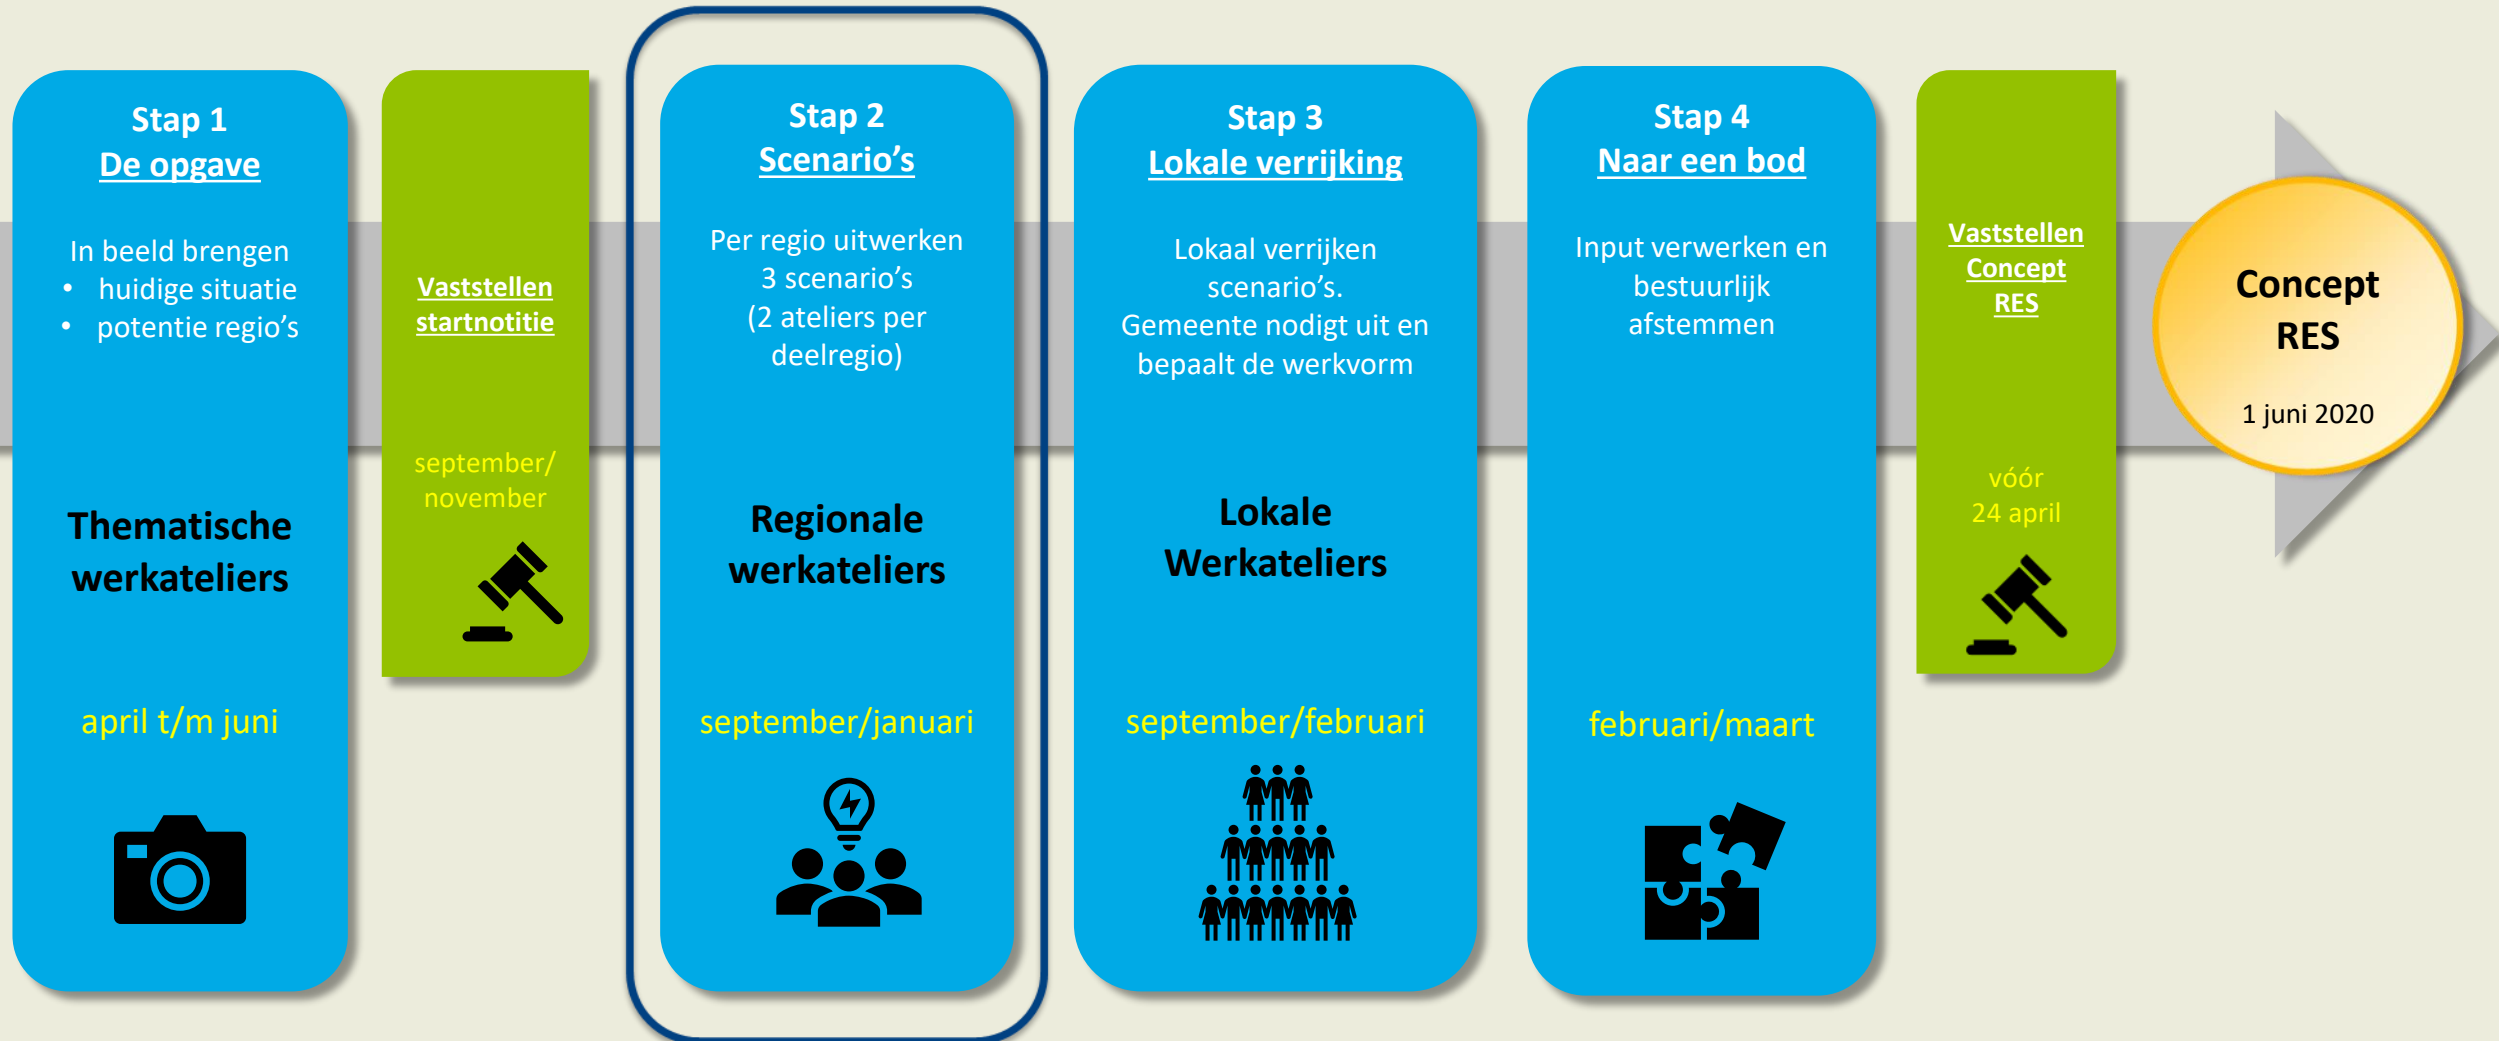 Stap 1
De opgave
In beeld brengen
• huidige situatie
• potentie regio's
Thematische
werkateliers
april t/m juni
Vaststellen
startnotitie
september/
november
Stap 2
Scenario’s
Per regio uitwerken
3 scenario’s
(2 ateliers per
deelregio)
Regionale
werkateliers
september/januari
Stap 3
Lokale verrijking
Lokaal verrijken
scenario’s.
Gemeente nodigt uit en
bepaalt de werkvorm
Lokale
Werkateliers
september/februari
Stap 4
Naar een bod
Input verwerken en
bestuurlijk
afstemmen
februari/maart
Vaststellen
Concept
RES
vóór
24 april
Concept
RES
1 juni 2020